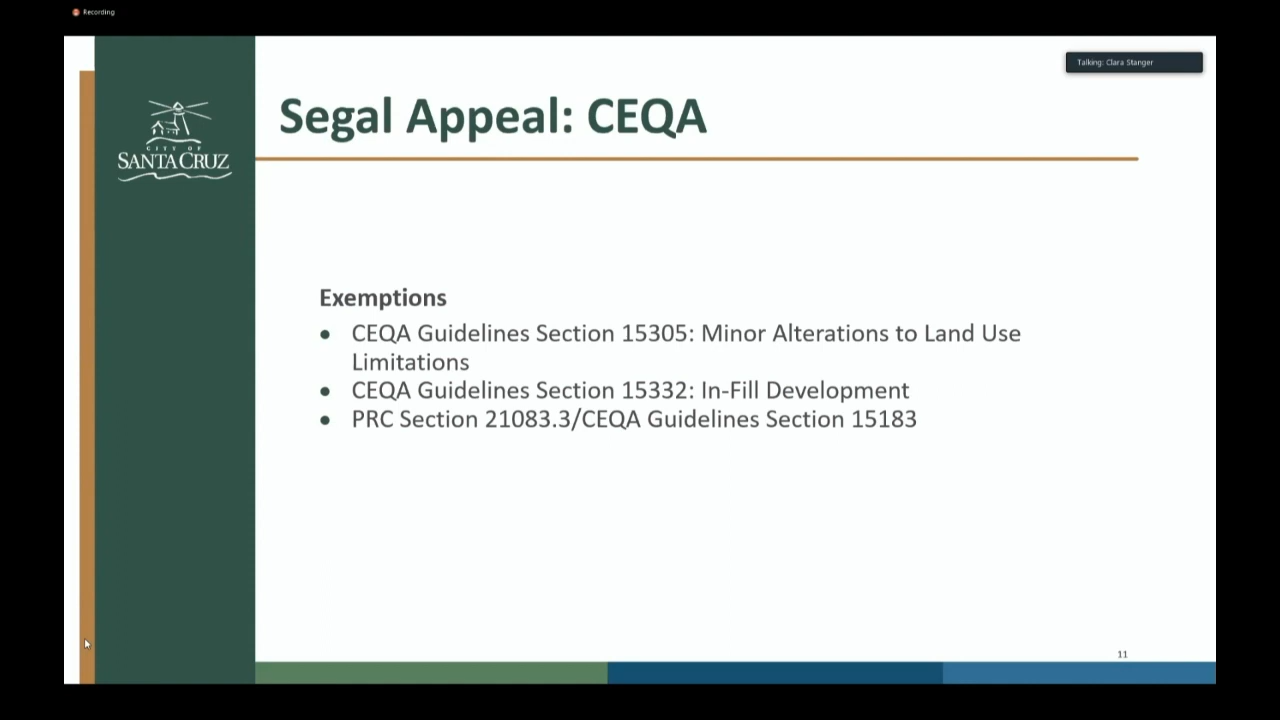 Recording
Talking: Clara Stanger
CITY OF
SANTA CRUZ
Segal Appeal: CEQA
Exemptions
• CEQA Guidelines Section 15305: Minor Alterations to Land Use
Limitations
• CEQA Guidelines Section 15332: In-Fill Development
• PRC Section 21083.3/CEQA Guidelines Section 15183
11